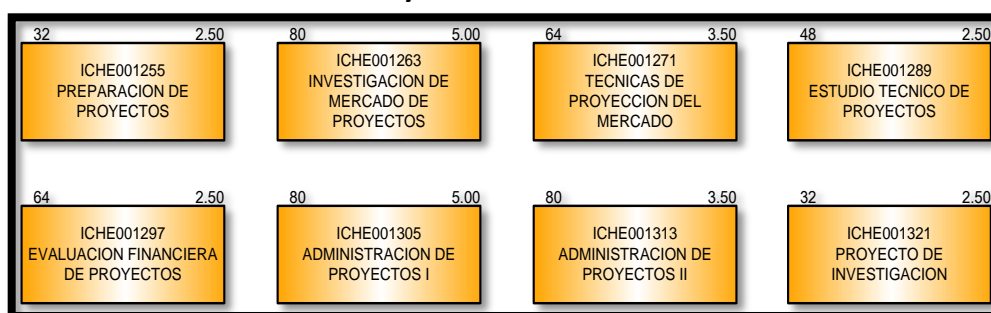 32 2.50
ICHE001255
PREPARACION DE
PROYECTOS
80 5.00
ICHE001263
INVESTIGACION DE
MERCADO DE
PROYECTOS
64 3.50
ICHE001271
TECNICAS DE
PROYECCION DEL
MERCADO
48 2.50
ICHE001289
ESTUDIO TECNICO DE
PROYECTOS
64 2.50
ICHE001297
EVALUACION FINANCIERA
DE PROYECTOS
80 5.00
ICHE001305
ADMINISTRACION DE
PROYECTOS I
80 3.50
ICHE001313
ADMINISTRACION DE
PROYECTOS II
32 2.50
ICHE001321
PROYECTO DE
INVESTIGACION